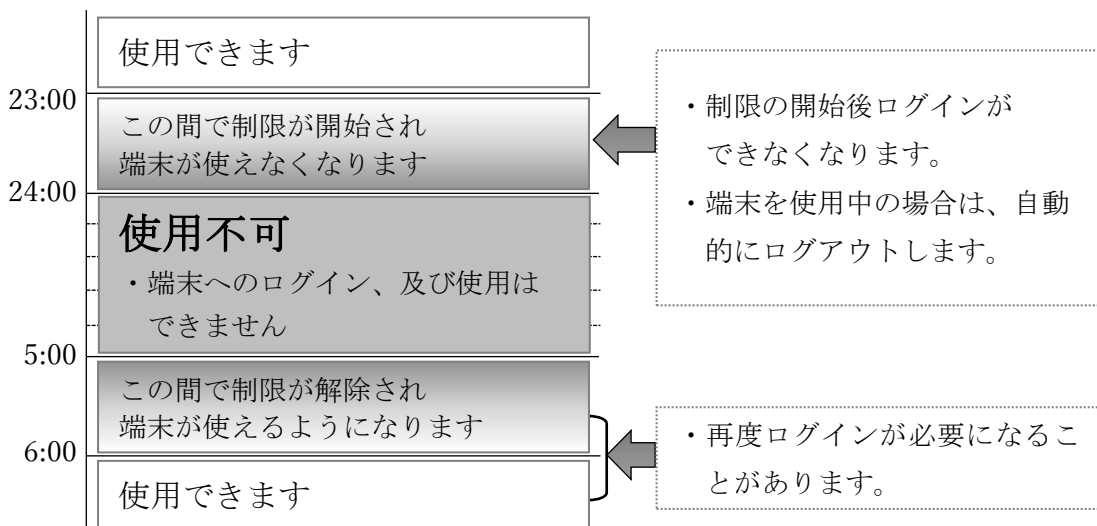 使用できます
23:00
この間で制限が開始され
端末が使えなくなります
・制限の開始後ログインが
できなくなります。
・端末を使用中の場合は、自動
的にログアウトします。
24:00
使用不可
・端末へのログイン、及び使用は
できません
5:00
この間で制限が解除され
端末が使えるようになります
6:00
・再度ログインが必要になるこ
とがあります。
使用できます